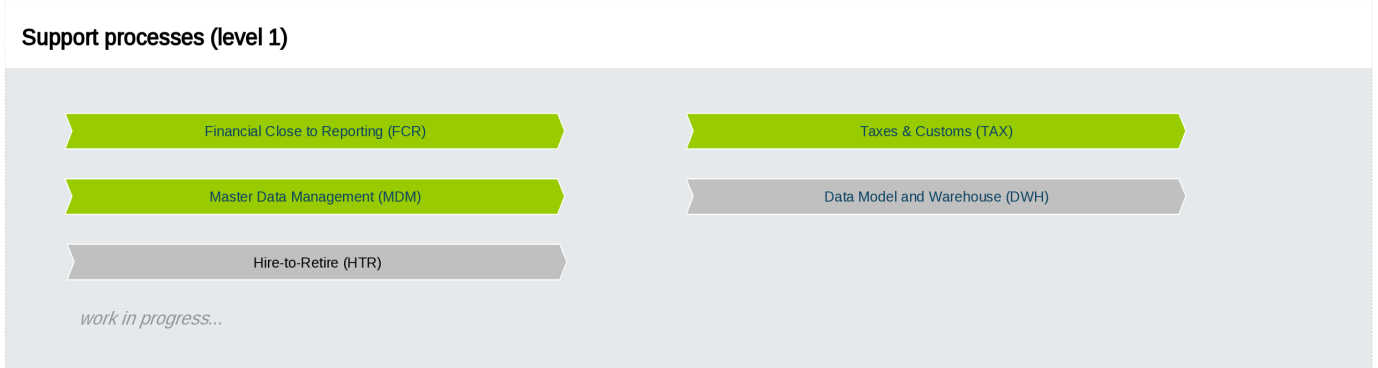 Support processes (level 1)
Financial Close to Reporting (FCR)
Taxes & Customs (TAX)
Master Data Management (MDM)
Data Model and Warehouse (DWH)
Hire-to-Retire (HTR)
work in progress...